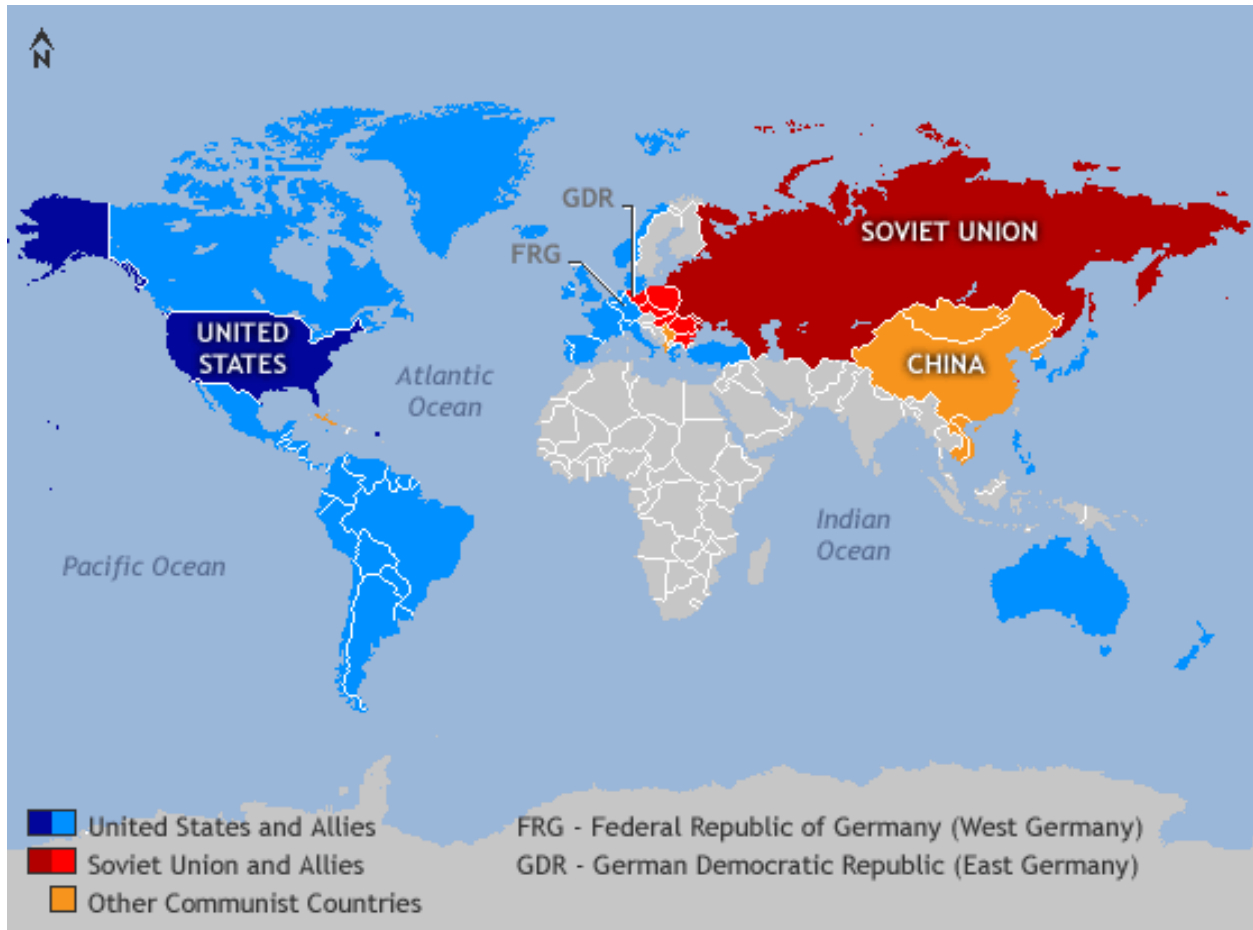 N
GDR
FRG
SOVIET UNION
UNITED
STATES
CHINA
Atlantic
Ocean
Indian
Ocean
Pacific Ocean
United States and Allies
Soviet Union and Allies
Other Communist Countries
FRG - Federal Republic of Germany (West Germany)
GDR - German Democratic Republic (East Germany)